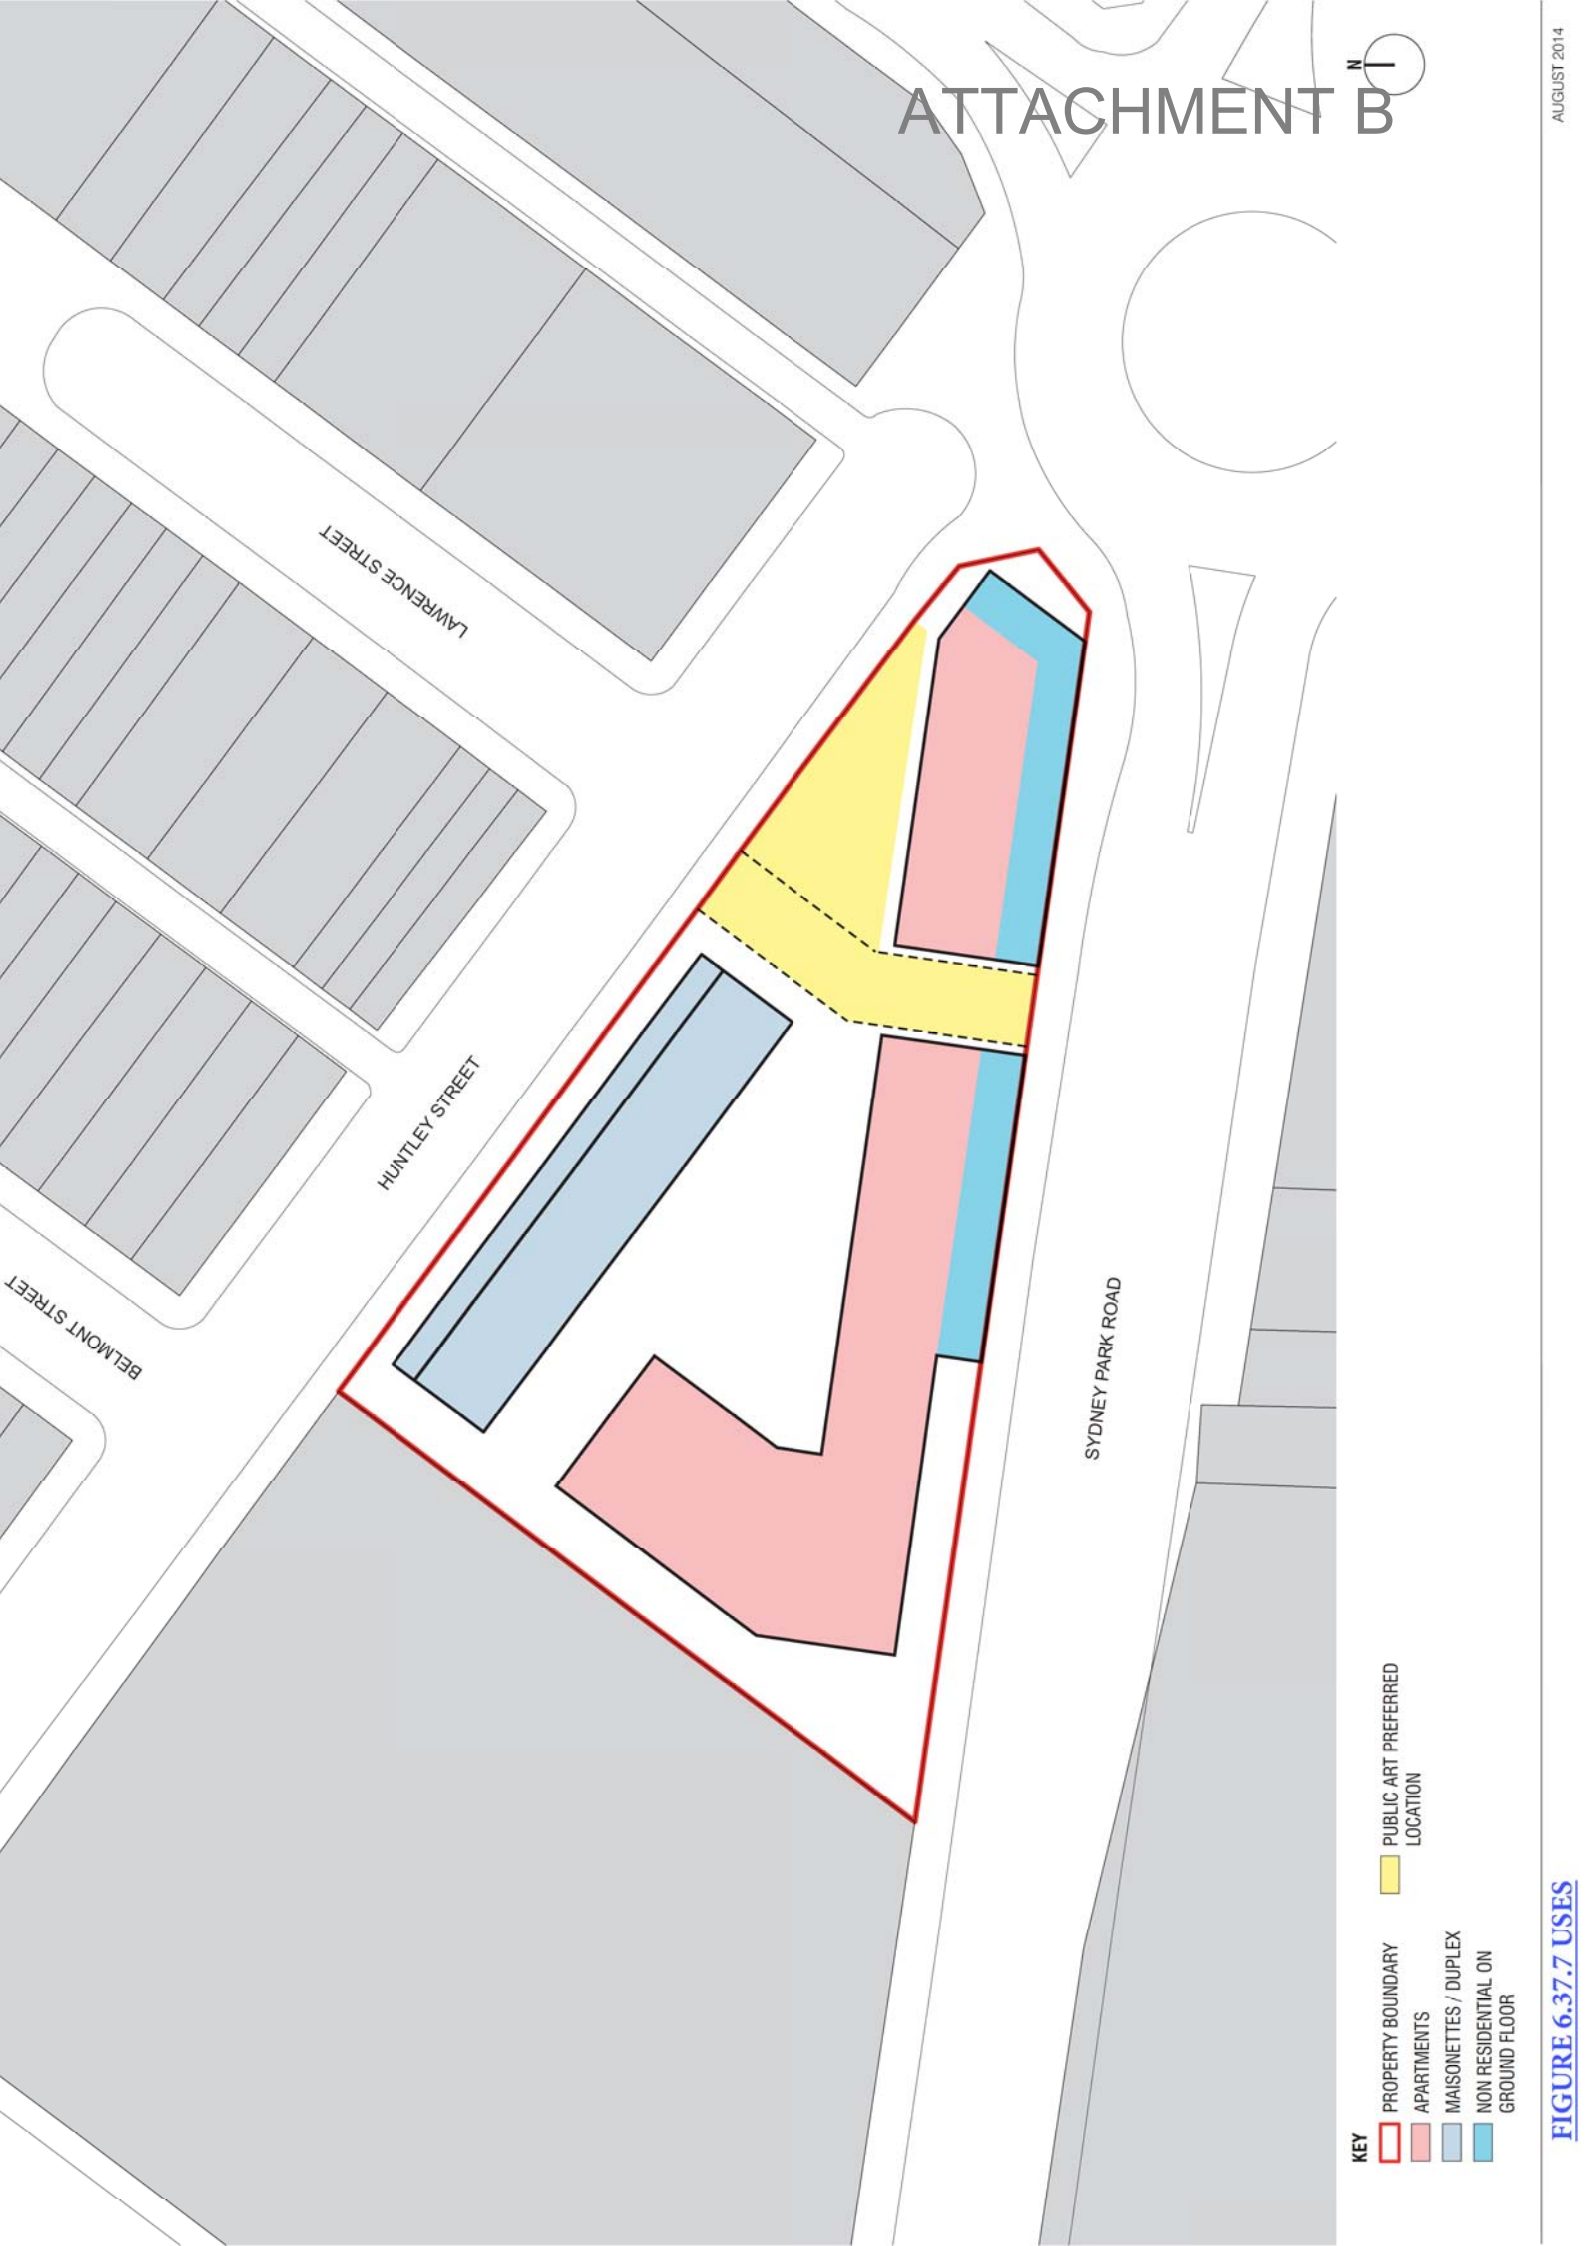 ATTACHMENT B
N
LAWRENCE STREET
BELMONT STREET
HUNTLEY STREET
SYDNEY PARK ROAD
KEY
PROPERTY BOUNDARY
APARTMENTS
MAISONETTES / DUPLEX
NON RESIDENTIAL ON
GROUND FLOOR
PUBLIC ART PREFERRED
LOCATION
FIGURE 6.37.7 USES
AUGUST 2014